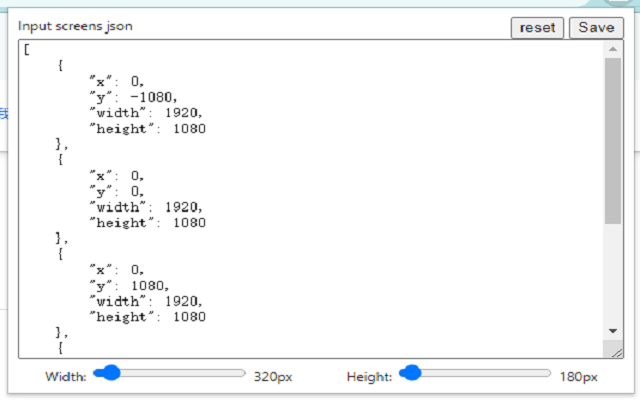 Input screens json
reset
Save
[
{
"x": 0,
"y": -1080,
"width": 1920,
"height": 1080
},
{
"x": 0,
"y": 0,
"width": 1920,
"height": 1080
},
{
"x": 0,
"y": 1080,
"width": 1920,
"height": 1080
},
{
Width: 320px
Height: 180px